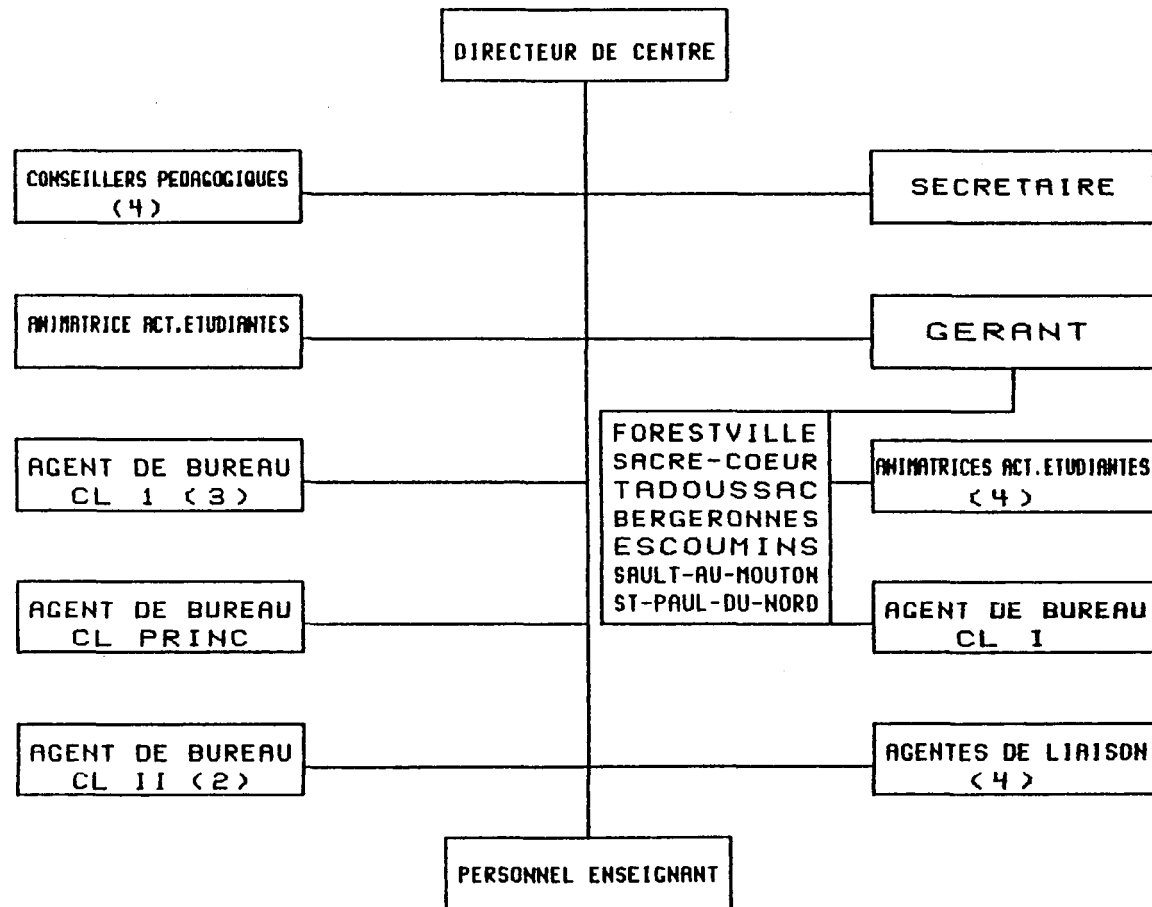 DIRECTEUR DE CENTRE
CONSEILLERS PEDAGOGIQUES
(4)
SECRETAIRE
ANIMATRICE ACT.ETUDIANTES
GERANT
FORESTVILLE
SACRE-COEUR
TADOUSSAC
BERGERONNES
ESCOUMINS
SAULT-AU-MOUTON
ST-PAUL-DU-NORD
AGENT DE BUREAU
CL 1 (3)
ANIMATRICES ACT.ETUDIANTES
(4)
AGENT DE BUREAU
CL PRINC
AGENT DE BUREAU
CL I
AGENT DE BUREAU
CL II (2)
AGENTES DE LIAISON
(4)
PERSONNEL ENSEIGNANT